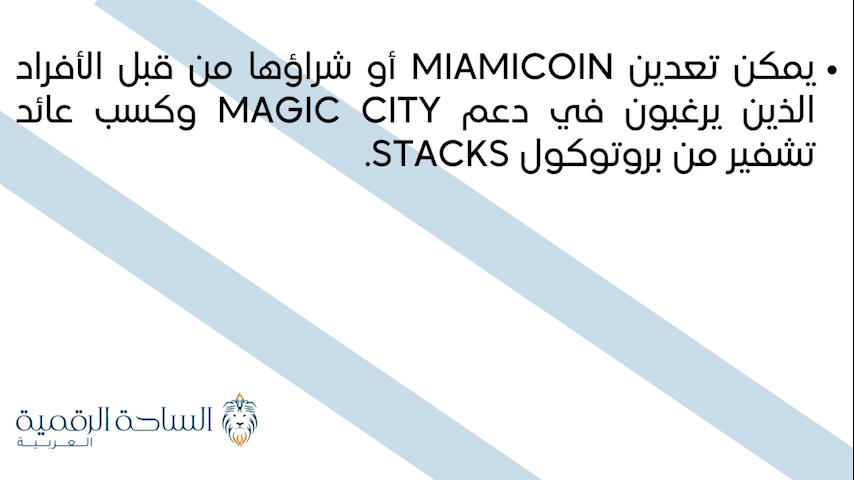 • يمكن تعدين MIAMICOIN أو شراؤها من قبل الأفراد
الذين يرغبون في دعم MAGIC CITY وكسب عائد
تشفير من بروتوكول STACKS.
الساحة الرقمية
العربية